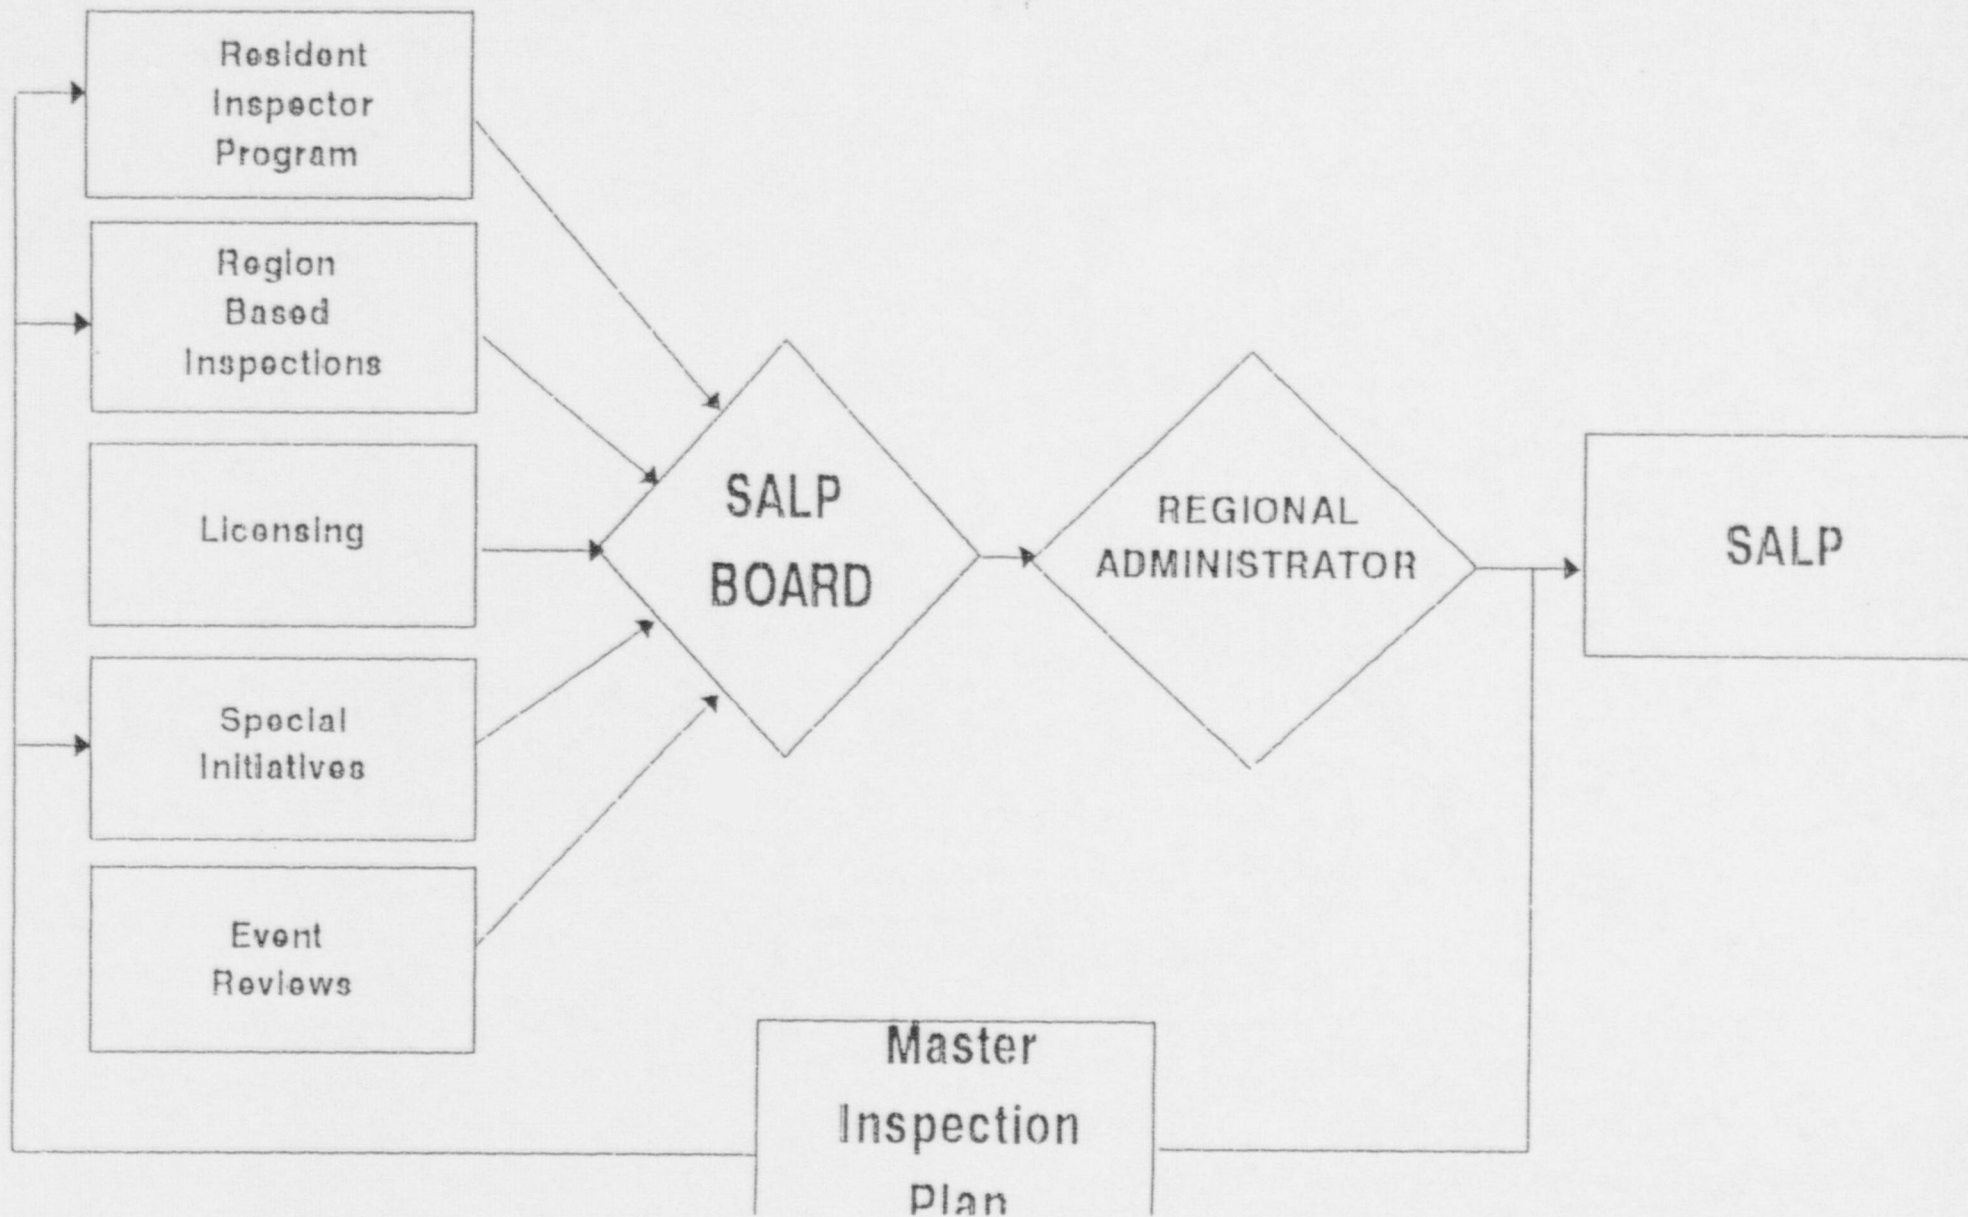 Resident
Inspector
Program
Region
Based
Inspections
Licensing
Special
Initiatives
Event
Reviews
SALP
BOARD
REGIONAL
ADMINISTRATOR
SALP
Master
Inspection
Plan